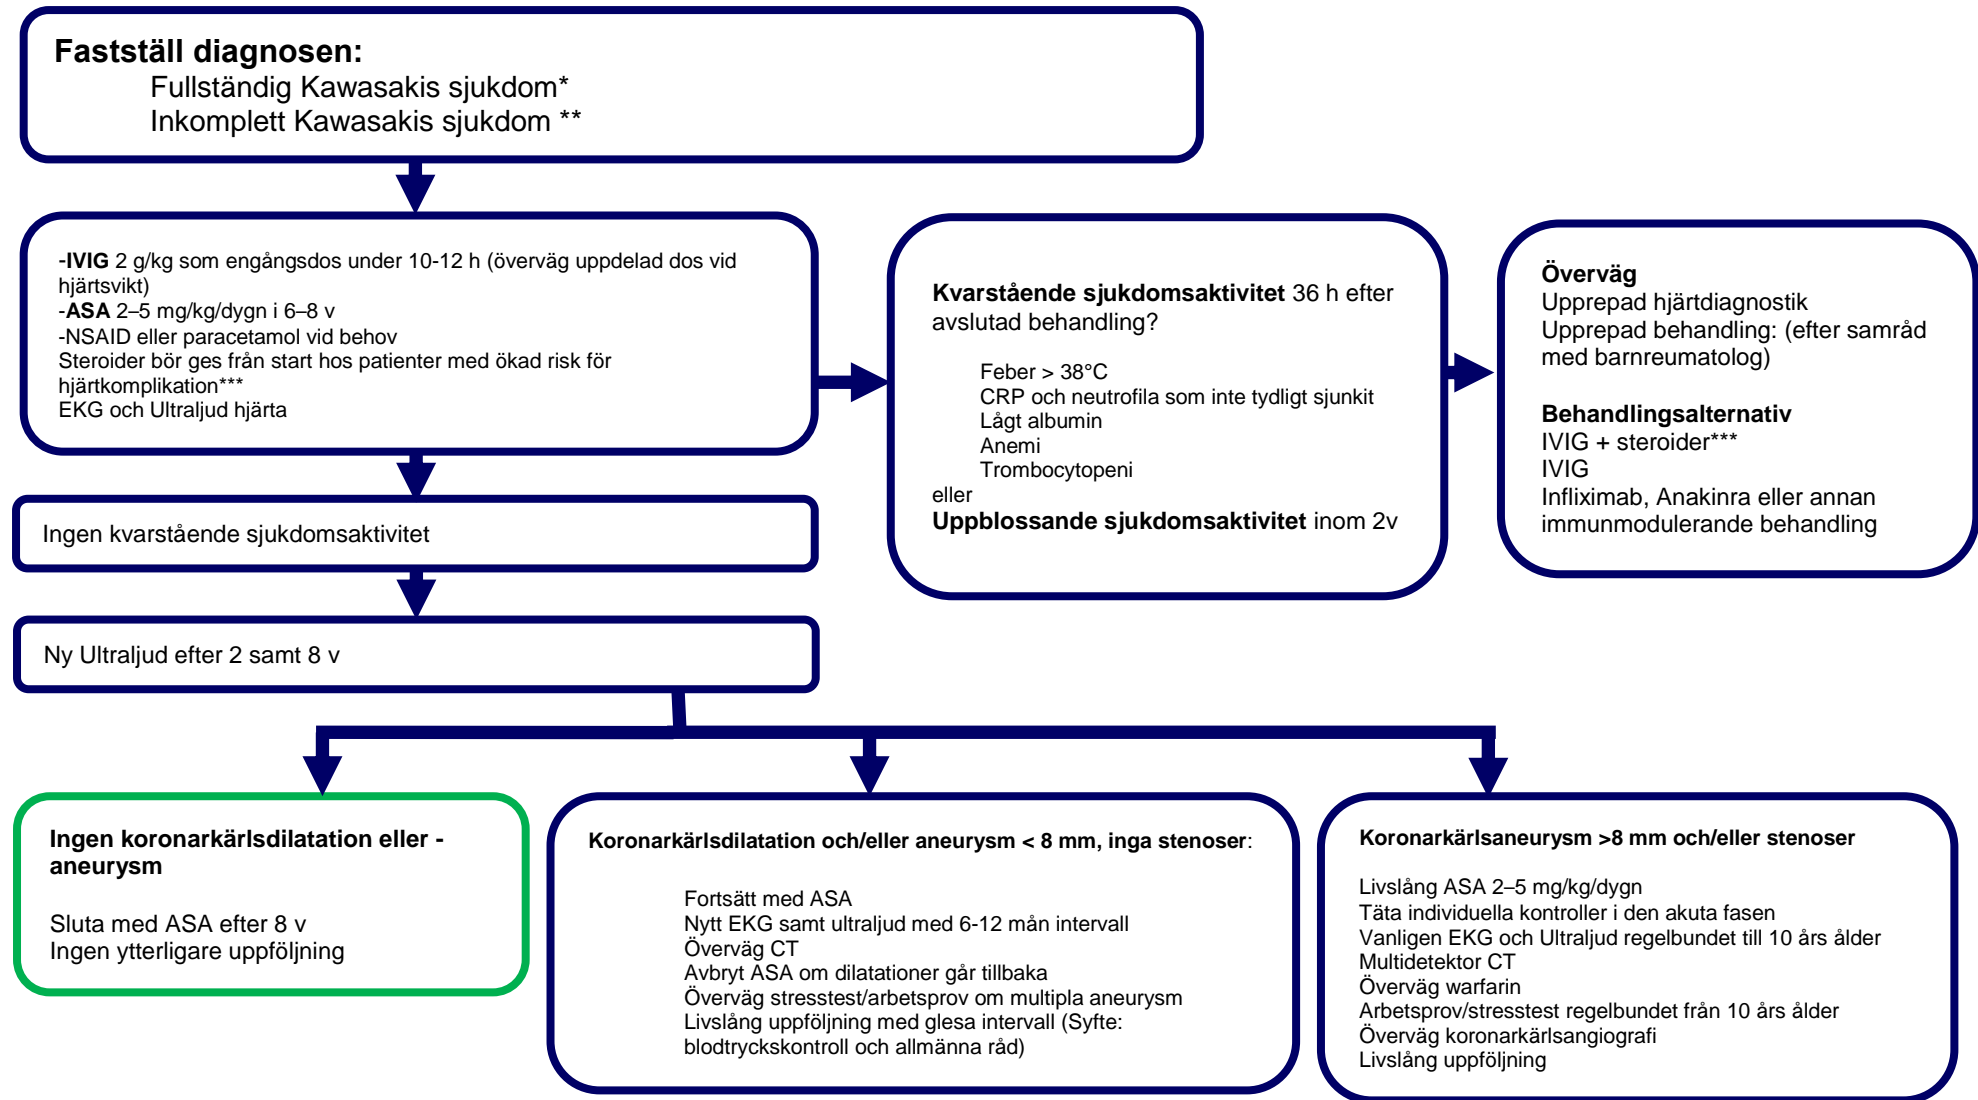 Fastställ diagnosen:
Fullständig Kawasakis sjukdom*
Inkomplett Kawasakis sjukdom **
-IVIG 2 g/kg som engångsdos under 10-12 h (överväg uppdelad dos vid
hjärtsvikt)
-ASA 2–5 mg/kg/dygn i 6–8 v
-NSAID eller paracetamol vid behov
Steroider bör ges från start hos patienter med ökad risk för
hjärtkomplikation***
EKG och Ultraljud hjärta
Kvarstående sjukdomsaktivitet 36 h efter
avslutad behandling?
Feber > 38°C
CRP och neutrofila som inte tydligt sjunkit
Lågt albumin
Anemi
Trombocytopeni
eller
Uppblossande sjukdomsaktivitet inom 2v
Överväg
Upprepad hjärtdiagnostik
Upprepad behandling: (efter samråd
med barnreumatolog)
Behandlingsalternativ
IVIG + steroider***
IVIG
Infliximab, Anakinra eller annan
immunmodulerande behandling
Ingen kvarstående sjukdomsaktivitet
Ny Ultraljud efter 2 samt 8 v
Ingen koronarkärlsdilatation eller -
aneurysm
Sluta med ASA efter 8 v
Ingen ytterligare uppföljning
Koronarkärlsdilatation och/eller aneurysm < 8 mm, inga stenoser:
Fortsätt med ASA
Nytt EKG samt ultraljud med 6-12 mån intervall
Överväg CT
Avbryt ASA om dilatationer går tillbaka
Överväg stresstest/arbetsprov om multipla aneurysm
Livslång uppföljning med glesa intervall (Syfte:
blodtryckskontroll och allmänna råd)
Koronarkärlsaneurysm >8 mm och/eller stenoser
Livslång ASA 2–5 mg/kg/dygn
Täta individuella kontroller i den akuta fasen
Vanligen EKG och Ultraljud regelbundet till 10 års ålder
Multidetektor CT
Överväg warfarin
Arbetsprov/stresstest regelbundet från 10 års ålder
Överväg koronarkärlsangiografi
Livslång uppföljning